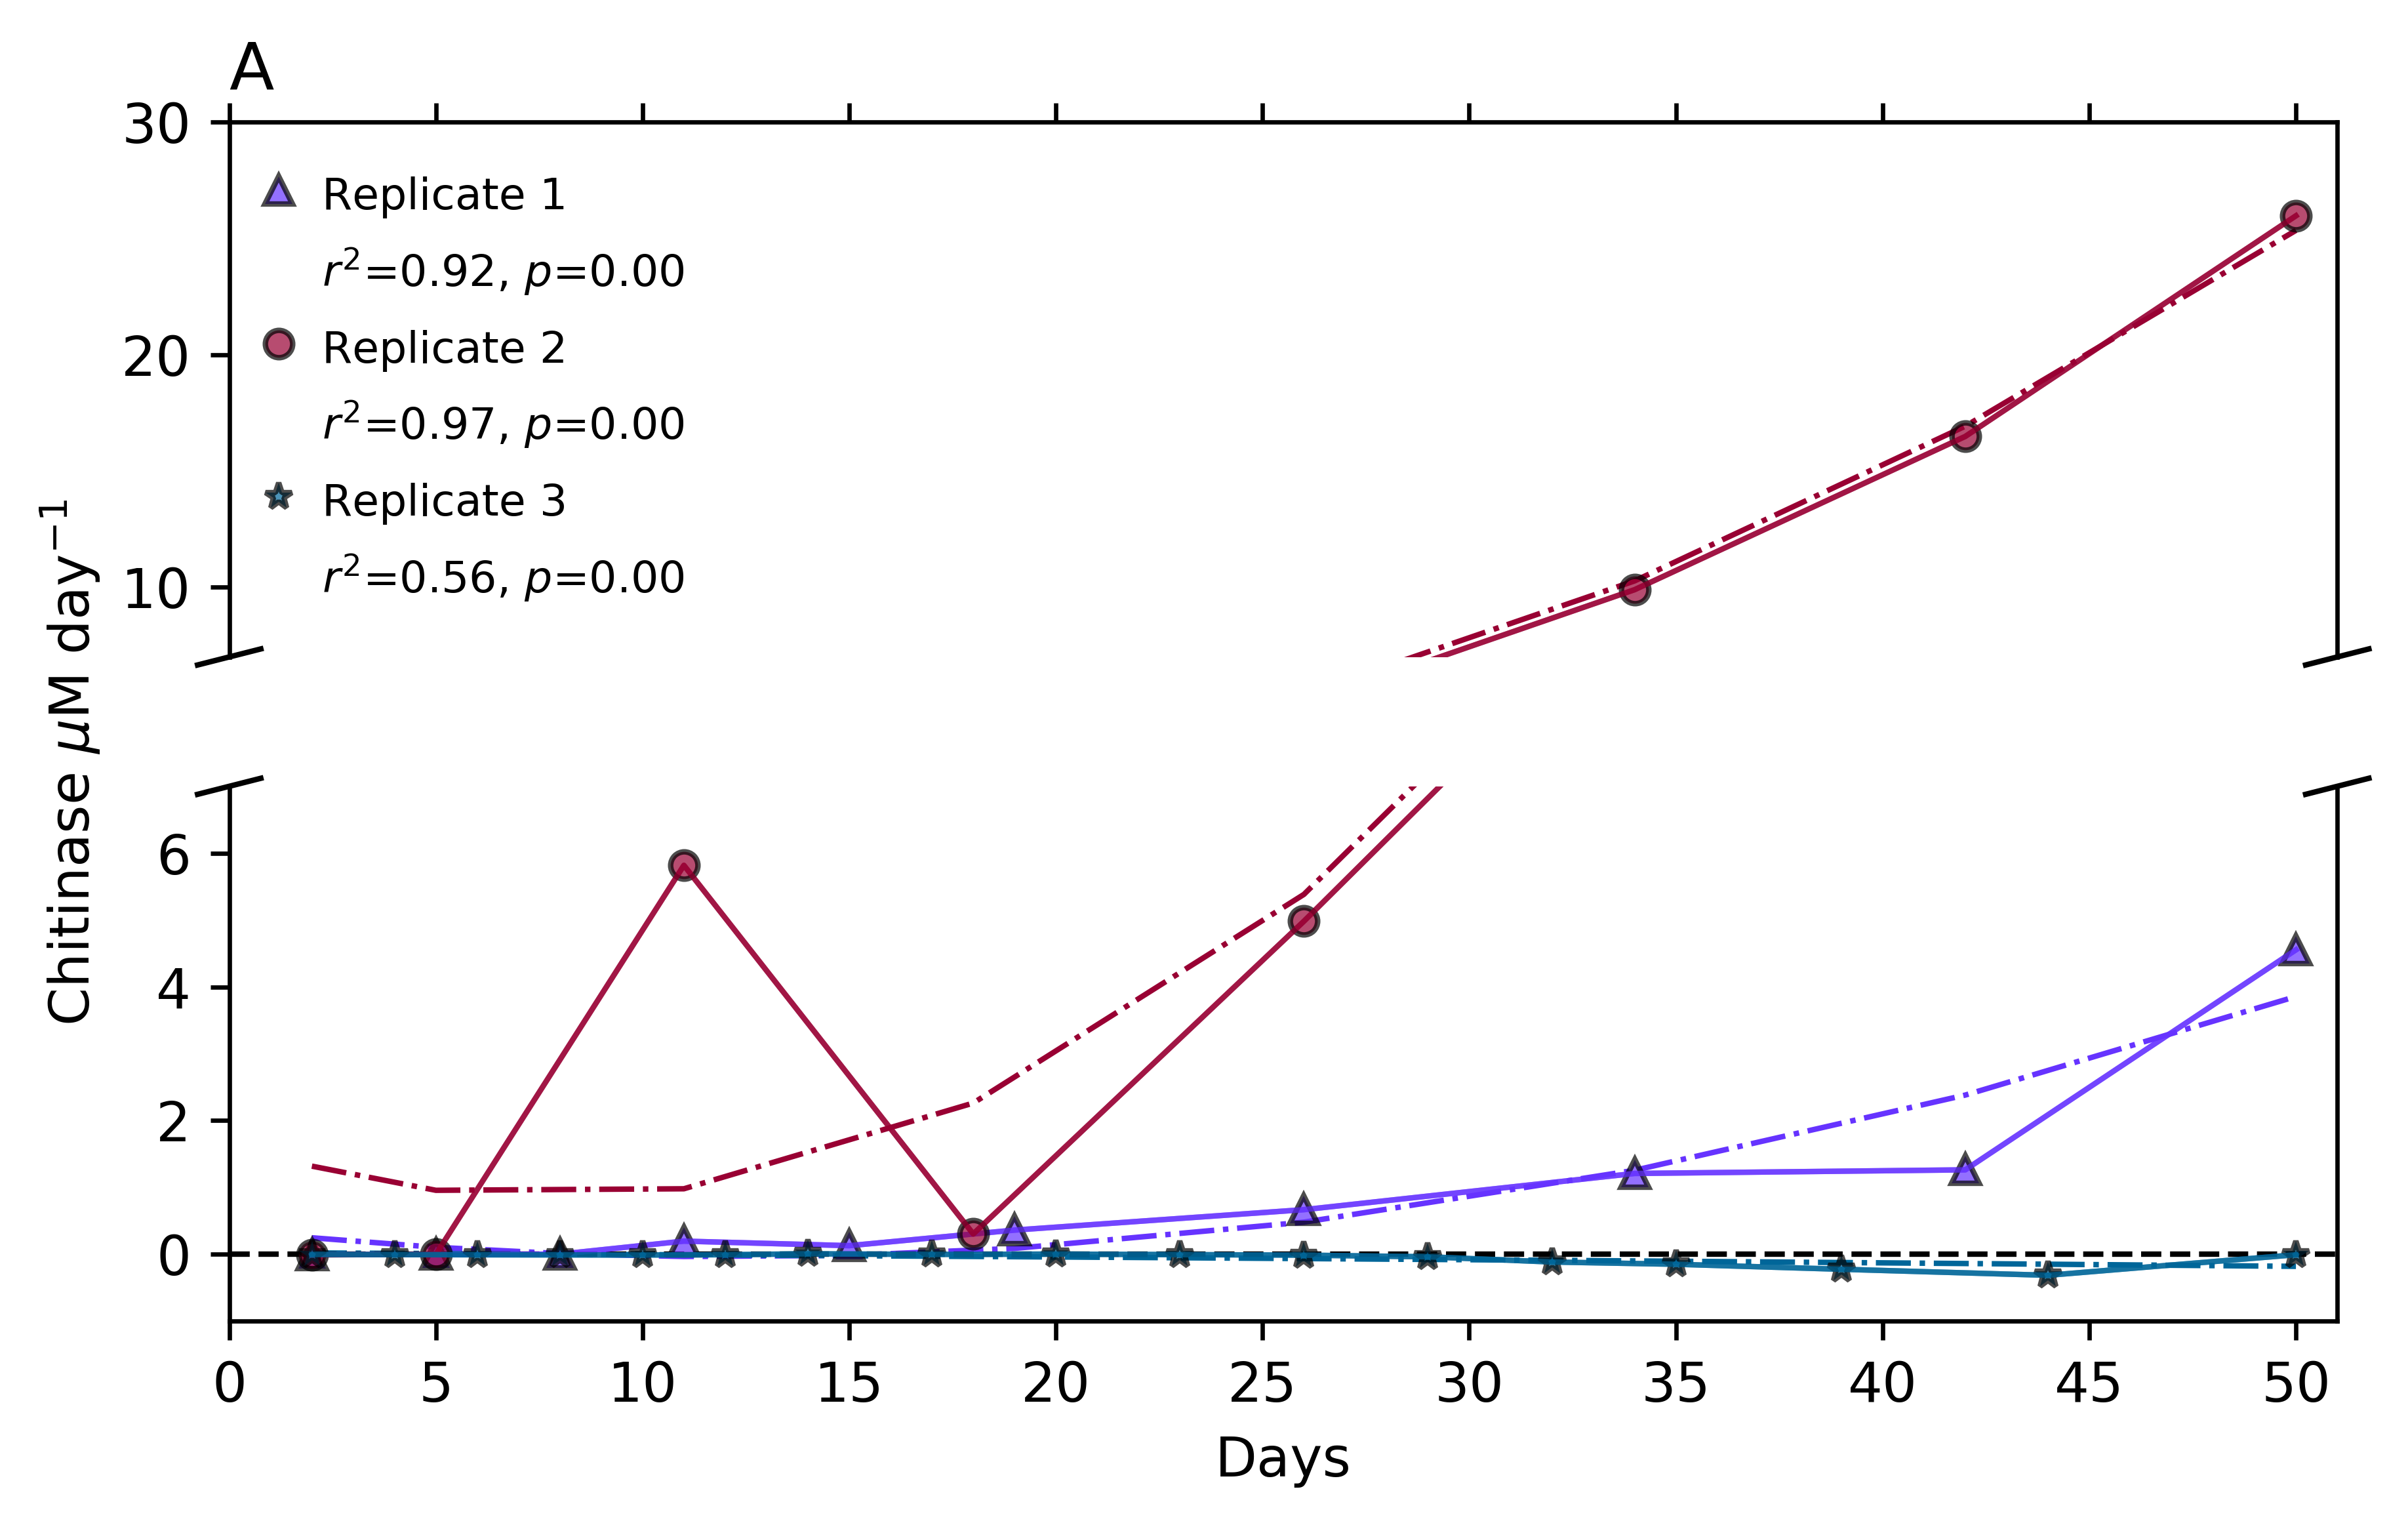 A
30
20
10
6
4
2
0
Chitinase μM day⁻¹
Replicate 1
r²=0.92, p=0.00
Replicate 2
r²=0.97, p=0.00
Replicate 3
r²=0.56, p=0.00
0 5 10 15 20 25 30 35 40 45 50
Days